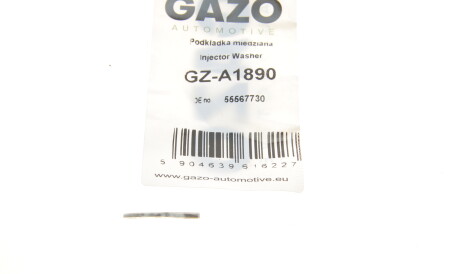 GAZO
AUTOMOTIVE
Podkładka miedziana
Injector Washer
GZ-A1890
OE no 55567730
5 904639 616227
www.gazo-automotive.eu